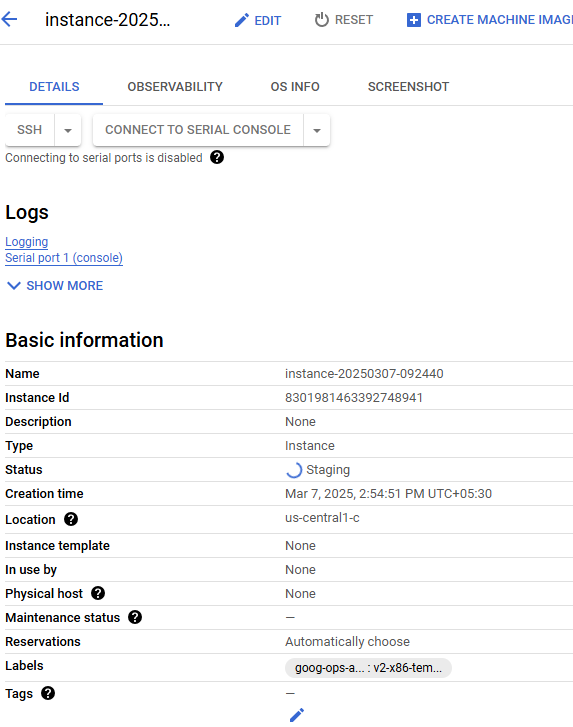 instance-2025... EDIT RESET CREATE MACHINE IMAG
DETAILS OBSERVABILITY OS INFO SCREENSHOT
SSH CONNECT TO SERIAL CONSOLE
Connecting to serial ports is disabled ?
Logs
Logging
Serial port 1 (console)
SHOW MORE
Basic information
Name instance-20250307-092440
Instance Id 8301981463392748941
Description None
Type Instance
Status Staging
Creation time Mar 7, 2025, 2:54:51 PM UTC+05:30
Location ? us-central1-c
Instance template None
In use by None
Physical host ? None
Maintenance status ? —
Reservations Automatically choose
Labels goog-ops-a... : v2-x86-tem...
Tags ? —